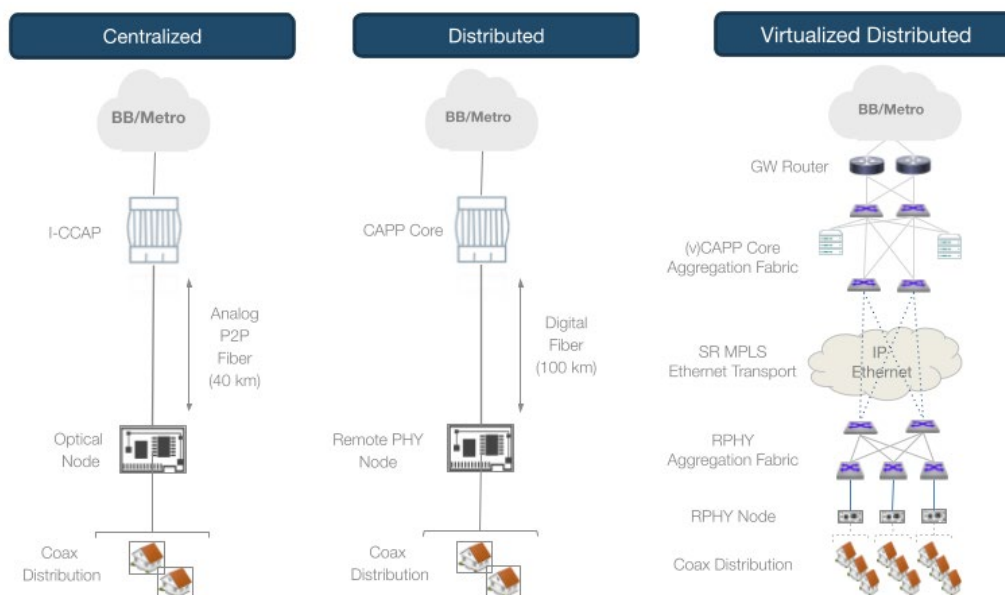 Centralized
BB/Metro
I-CCAP
Analog
P2P
Fiber
(40 km)
Optical
Node
Coax
Distribution
Distributed
BB/Metro
CAPP Core
Digital
Fiber
(100 km)
Remote PHY
Node
Coax
Distribution
Virtualized Distributed
BB/Metro
GW Router
(v)CAPP Core
Aggregation Fabric
SR MPLS
Ethernet Transport
IP
Ethernet
RPHY
Aggregation Fabric
RPHY Node
Coax Distribution